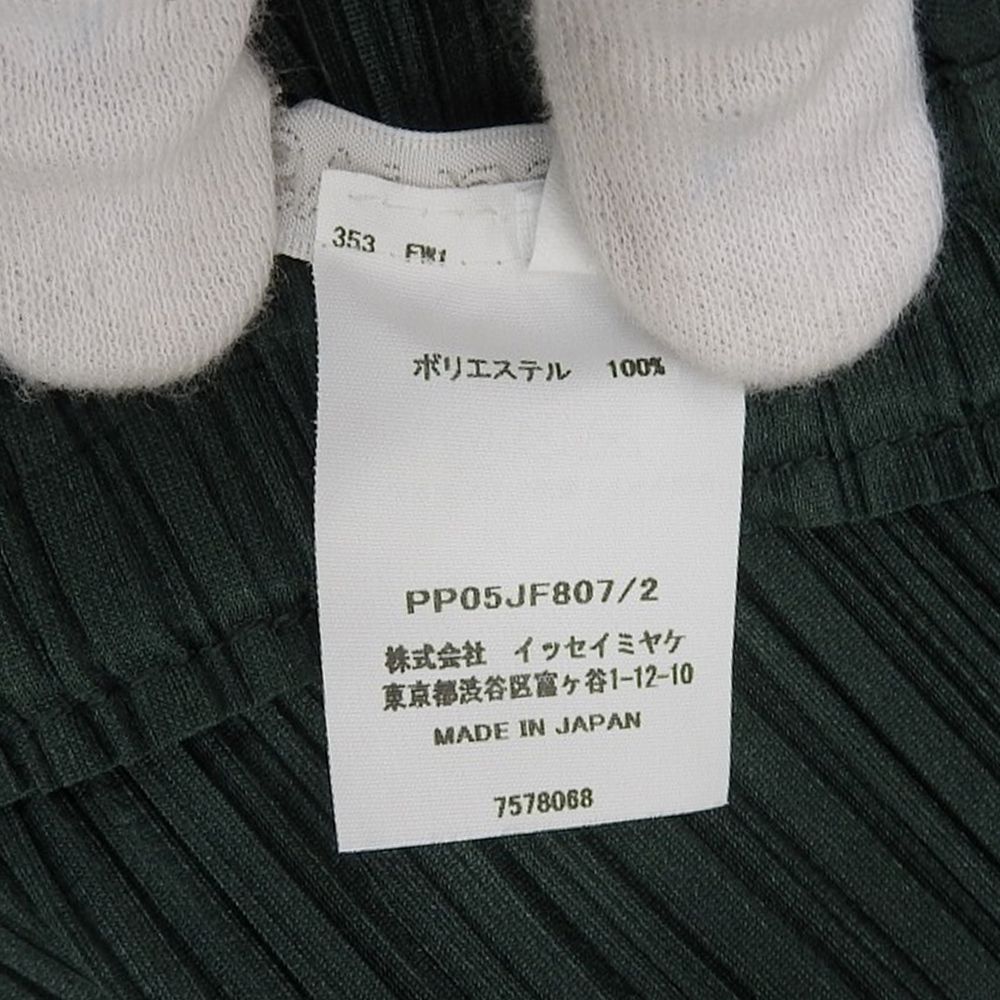 353 FW1
ポリエステル 100%
PP05JF807/2
株式会社 イッセイミヤケ
東京都渋谷区富ヶ谷1-12-10
MADE IN JAPAN
7578068